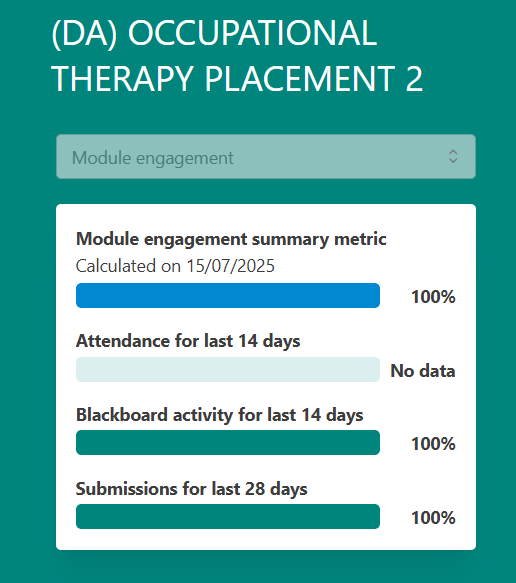 (DA) OCCUPATIONAL
THERAPY PLACEMENT 2
Module engagement
Module engagement summary metric
Calculated on 15/07/2025
100%
Attendance for last 14 days
No data
Blackboard activity for last 14 days
100%
Submissions for last 28 days
100%